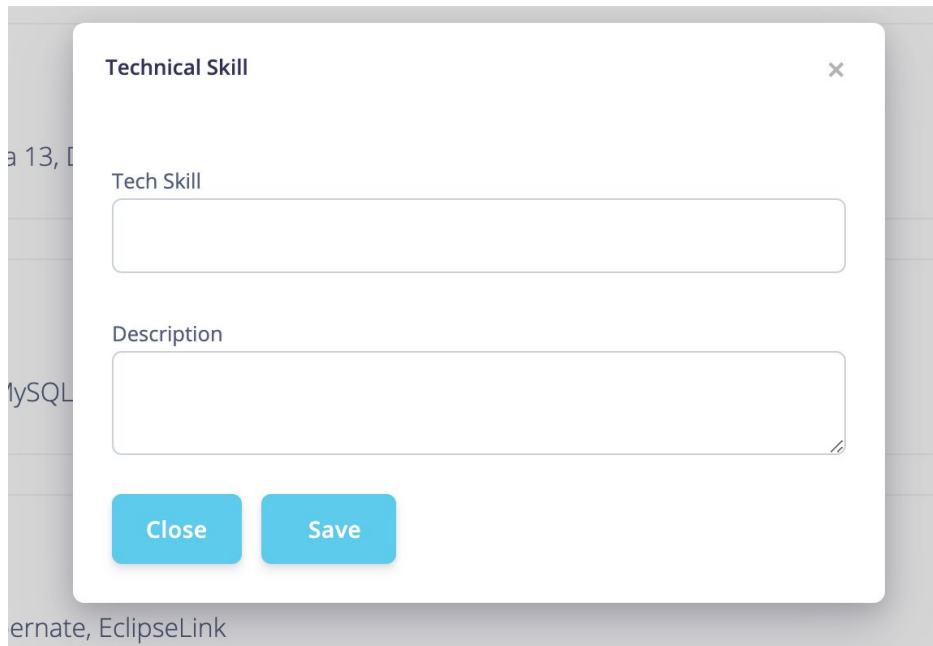 Technical Skill
×
a 13,
Tech Skill
Description
MySQL
Close
Save
ernate, EclipseLink